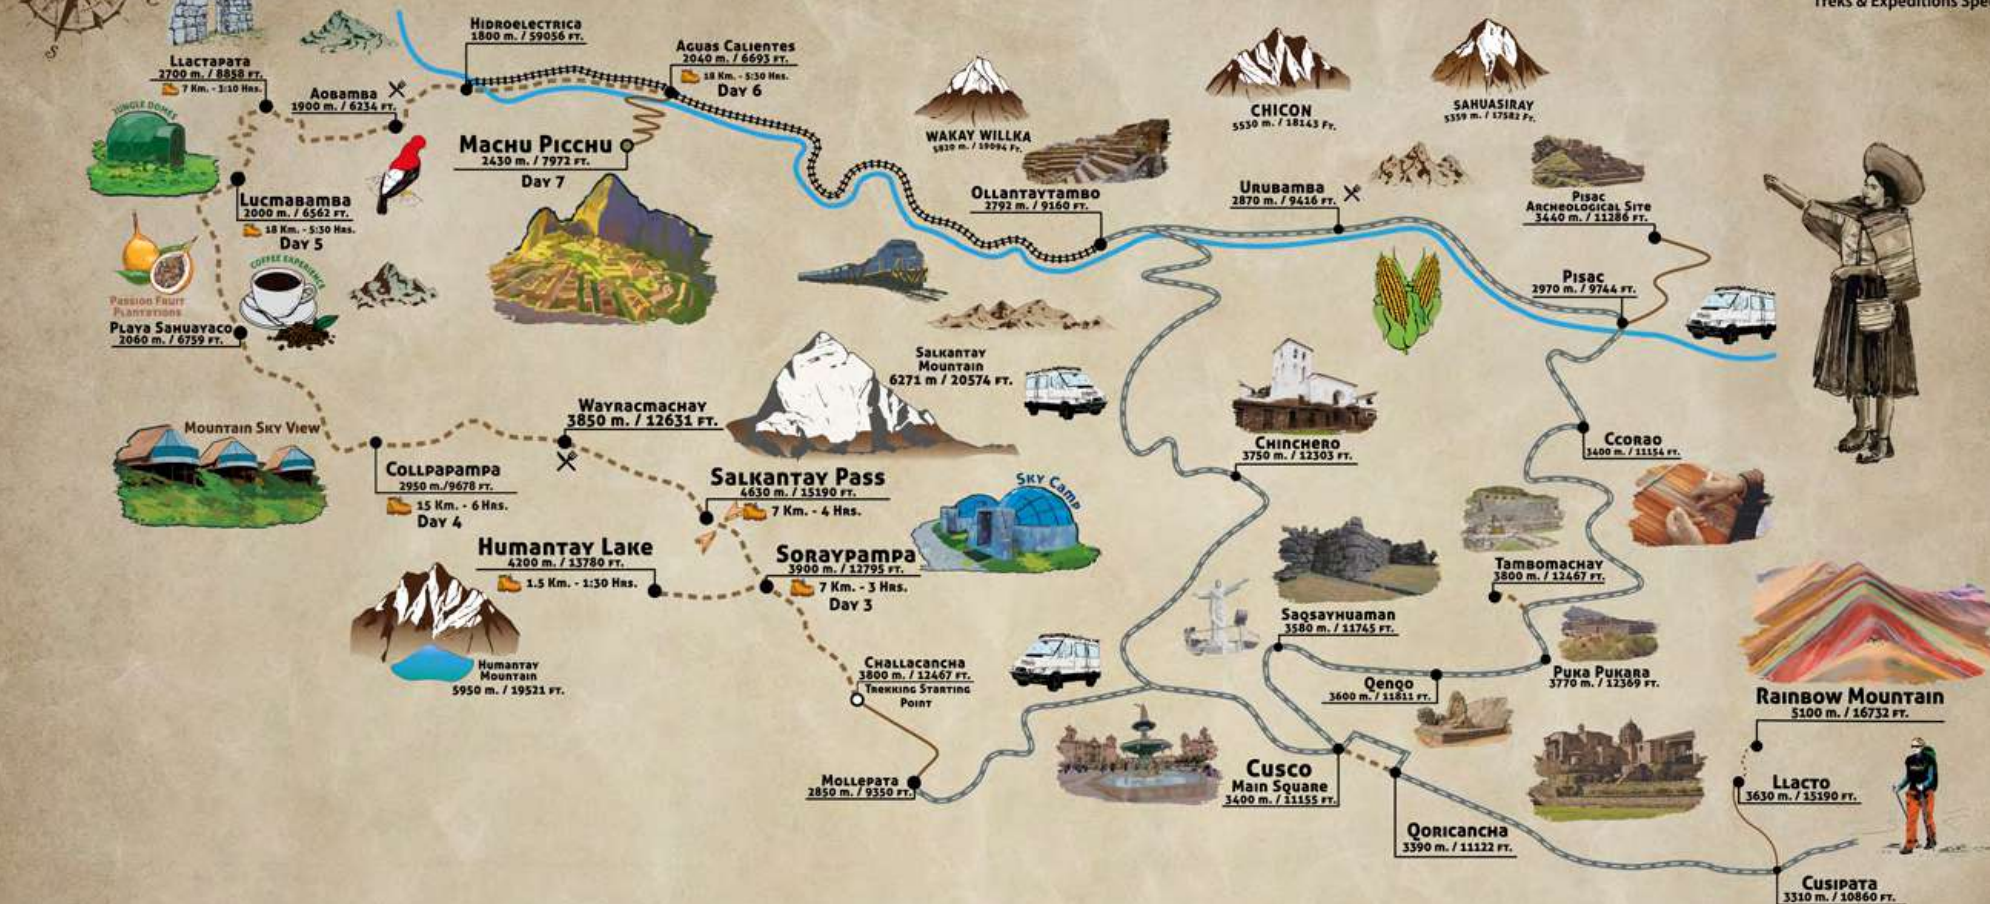 Treks & Expeditions Spe
S
Llactapata
2700 m. / 8858 ft.
7 Km. - 3:10 Hrs.
Hidroelectrica
1800 m. / 59056 ft.
Aguas Calientes
2040 m. / 6693 ft.
18 Km. - 5:30 Hrs.
Day 6
Aobamba
1900 m. / 6234 ft.
JUNGLE DOMES
Machu Picchu
2430 m. / 7972 ft.
Day 7
Lucmabamba
2000 m. / 6562 ft.
18 Km. - 5:30 Hrs.
Day 5
COFFEE EXPERIENCE
Passion Fruit
Plantations
Playa Sahuayaco
2060 m. / 6759 ft.
WAKAY WILLKA
5820 m. / 19094 Ft.
CHICON
5530 m. / 18143 Ft.
SAHUASIRAY
5359 m. / 17582 Ft.
Ollantaytambo
2792 m. / 9160 ft.
Urubamba
2870 m. / 9416 ft.
Pisac
Archeological Site
3440 m. / 11286 ft.
Pisac
2970 m. / 9744 ft.
Salkantay
Mountain
6271 m / 20574 ft.
Wayracmachay
3850 m. / 12631 ft.
Mountain Sky View
Collpapampa
2950 m./9678 ft.
15 Km. - 6 Hrs.
Day 4
Salkantay Pass
4630 m. / 15190 ft.
7 Km. - 4 Hrs.
Sky Camp
Chinchero
3750 m. / 12303 ft.
Ccorao
3400 m. / 11154 ft.
Humantay Lake
4200 m. / 13780 ft.
1.5 Km. - 1:30 Hrs.
Soraypampa
3900 m. / 12795 ft.
7 Km. - 3 Hrs.
Day 3
Tambomachay
3800 m. / 12467 ft.
Saqsayhuaman
3580 m. / 11745 ft.
Humantay
Mountain
5950 m. / 19521 ft.
Challacancha
3800 m. / 12467 ft.
Trekking Starting
Point
Qenqo
3600 m. / 11811 ft.
Puka Pukara
3770 m. / 12369 ft.
Rainbow Mountain
5100 m. / 16732 ft.
Mollepata
2850 m. / 9350 ft.
Cusco
Main Square
3400 m. / 11155 ft.
Llacto
3630 m. / 15190 ft.
Qoricancha
3390 m. / 11122 ft.
Cusipata
3310 m. / 10860 ft.